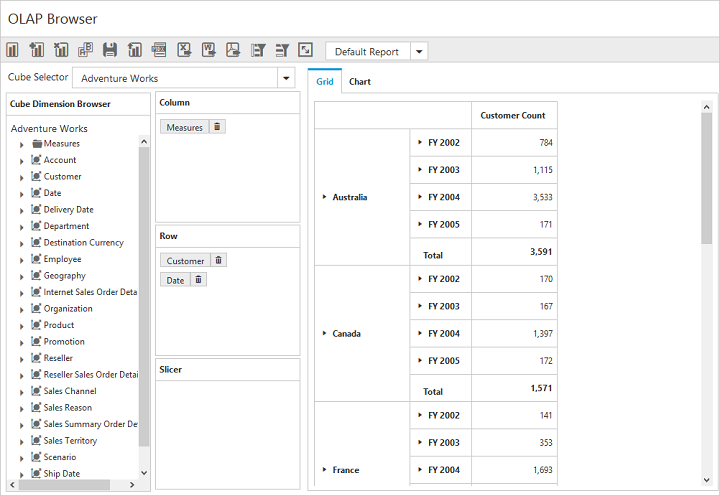 OLAP Browser
Default Report
Cube Selector Adventure Works
Cube Dimension Browser
Adventure Works
Measures
Account
Customer
Date
Delivery Date
Department
Destination Currency
Employee
Geography
Internet Sales Order Deta
Organization
Product
Promotion
Reseller
Reseller Sales Order Detai
Sales Channel
Sales Reason
Sales Summary Order De
Sales Territory
Scenario
Ship Date
Column
Measures
Row
Customer
Date
Slicer
Grid Chart
Customer Count
Australia
FY 2002 784
FY 2003 1,115
FY 2004 3,533
FY 2005 171
Total 3,591
Canada
FY 2002 170
FY 2003 167
FY 2004 1,397
FY 2005 172
Total 1,571
France
FY 2002 141
FY 2003 353
FY 2004 1,693